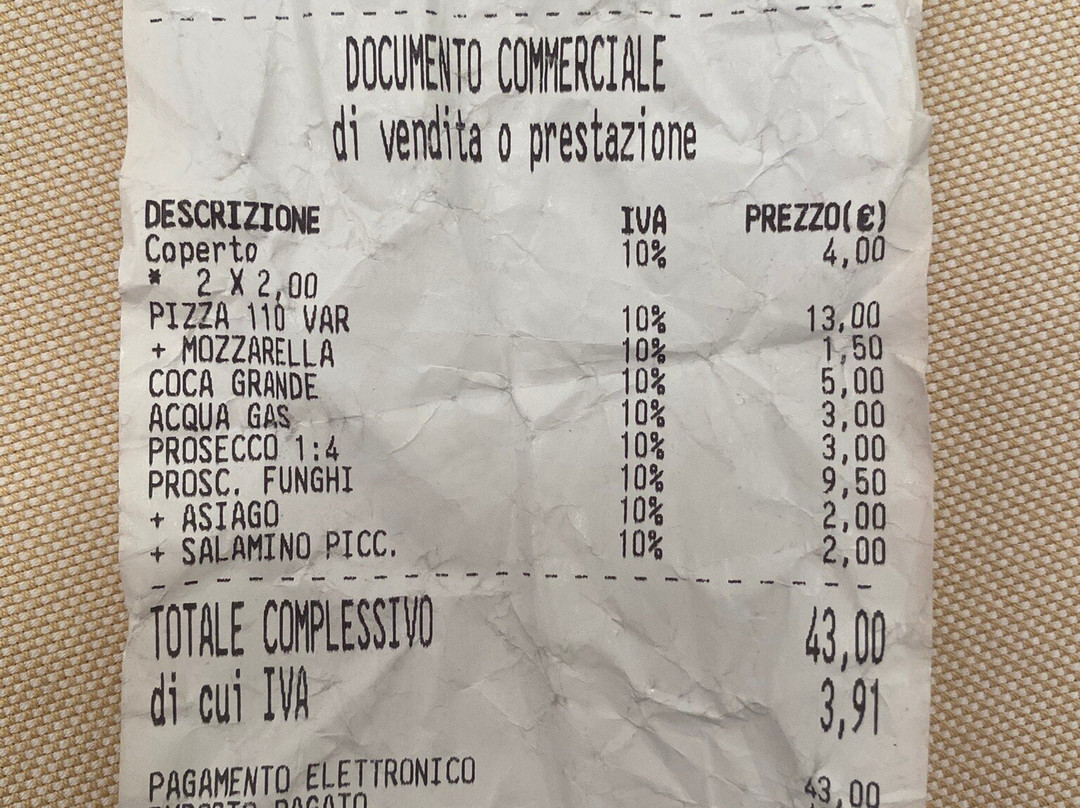 DOCUMENTO COMMERCIALE
di vendita o prestazione
DESCRIZIONE IVA PREZZO(€)
Coperto 10% 4,00
* 2 X 2,00
PIZZA 110 VAR 10% 13,00
+ MOZZARELLA 10% 1,50
COCA GRANDE 10% 5,00
ACQUA GAS 10% 3,00
PROSECCO 1:4 10% 3,00
PROSC. FUNGHI 10% 9,50
+ ASIAGO 10% 2,00
+ SALAMINO PICC. 10% 2,00
TOTALE COMPLESSIVO 43,00
di cui IVA 3,91
PAGAMENTO ELETTRONICO 43,00